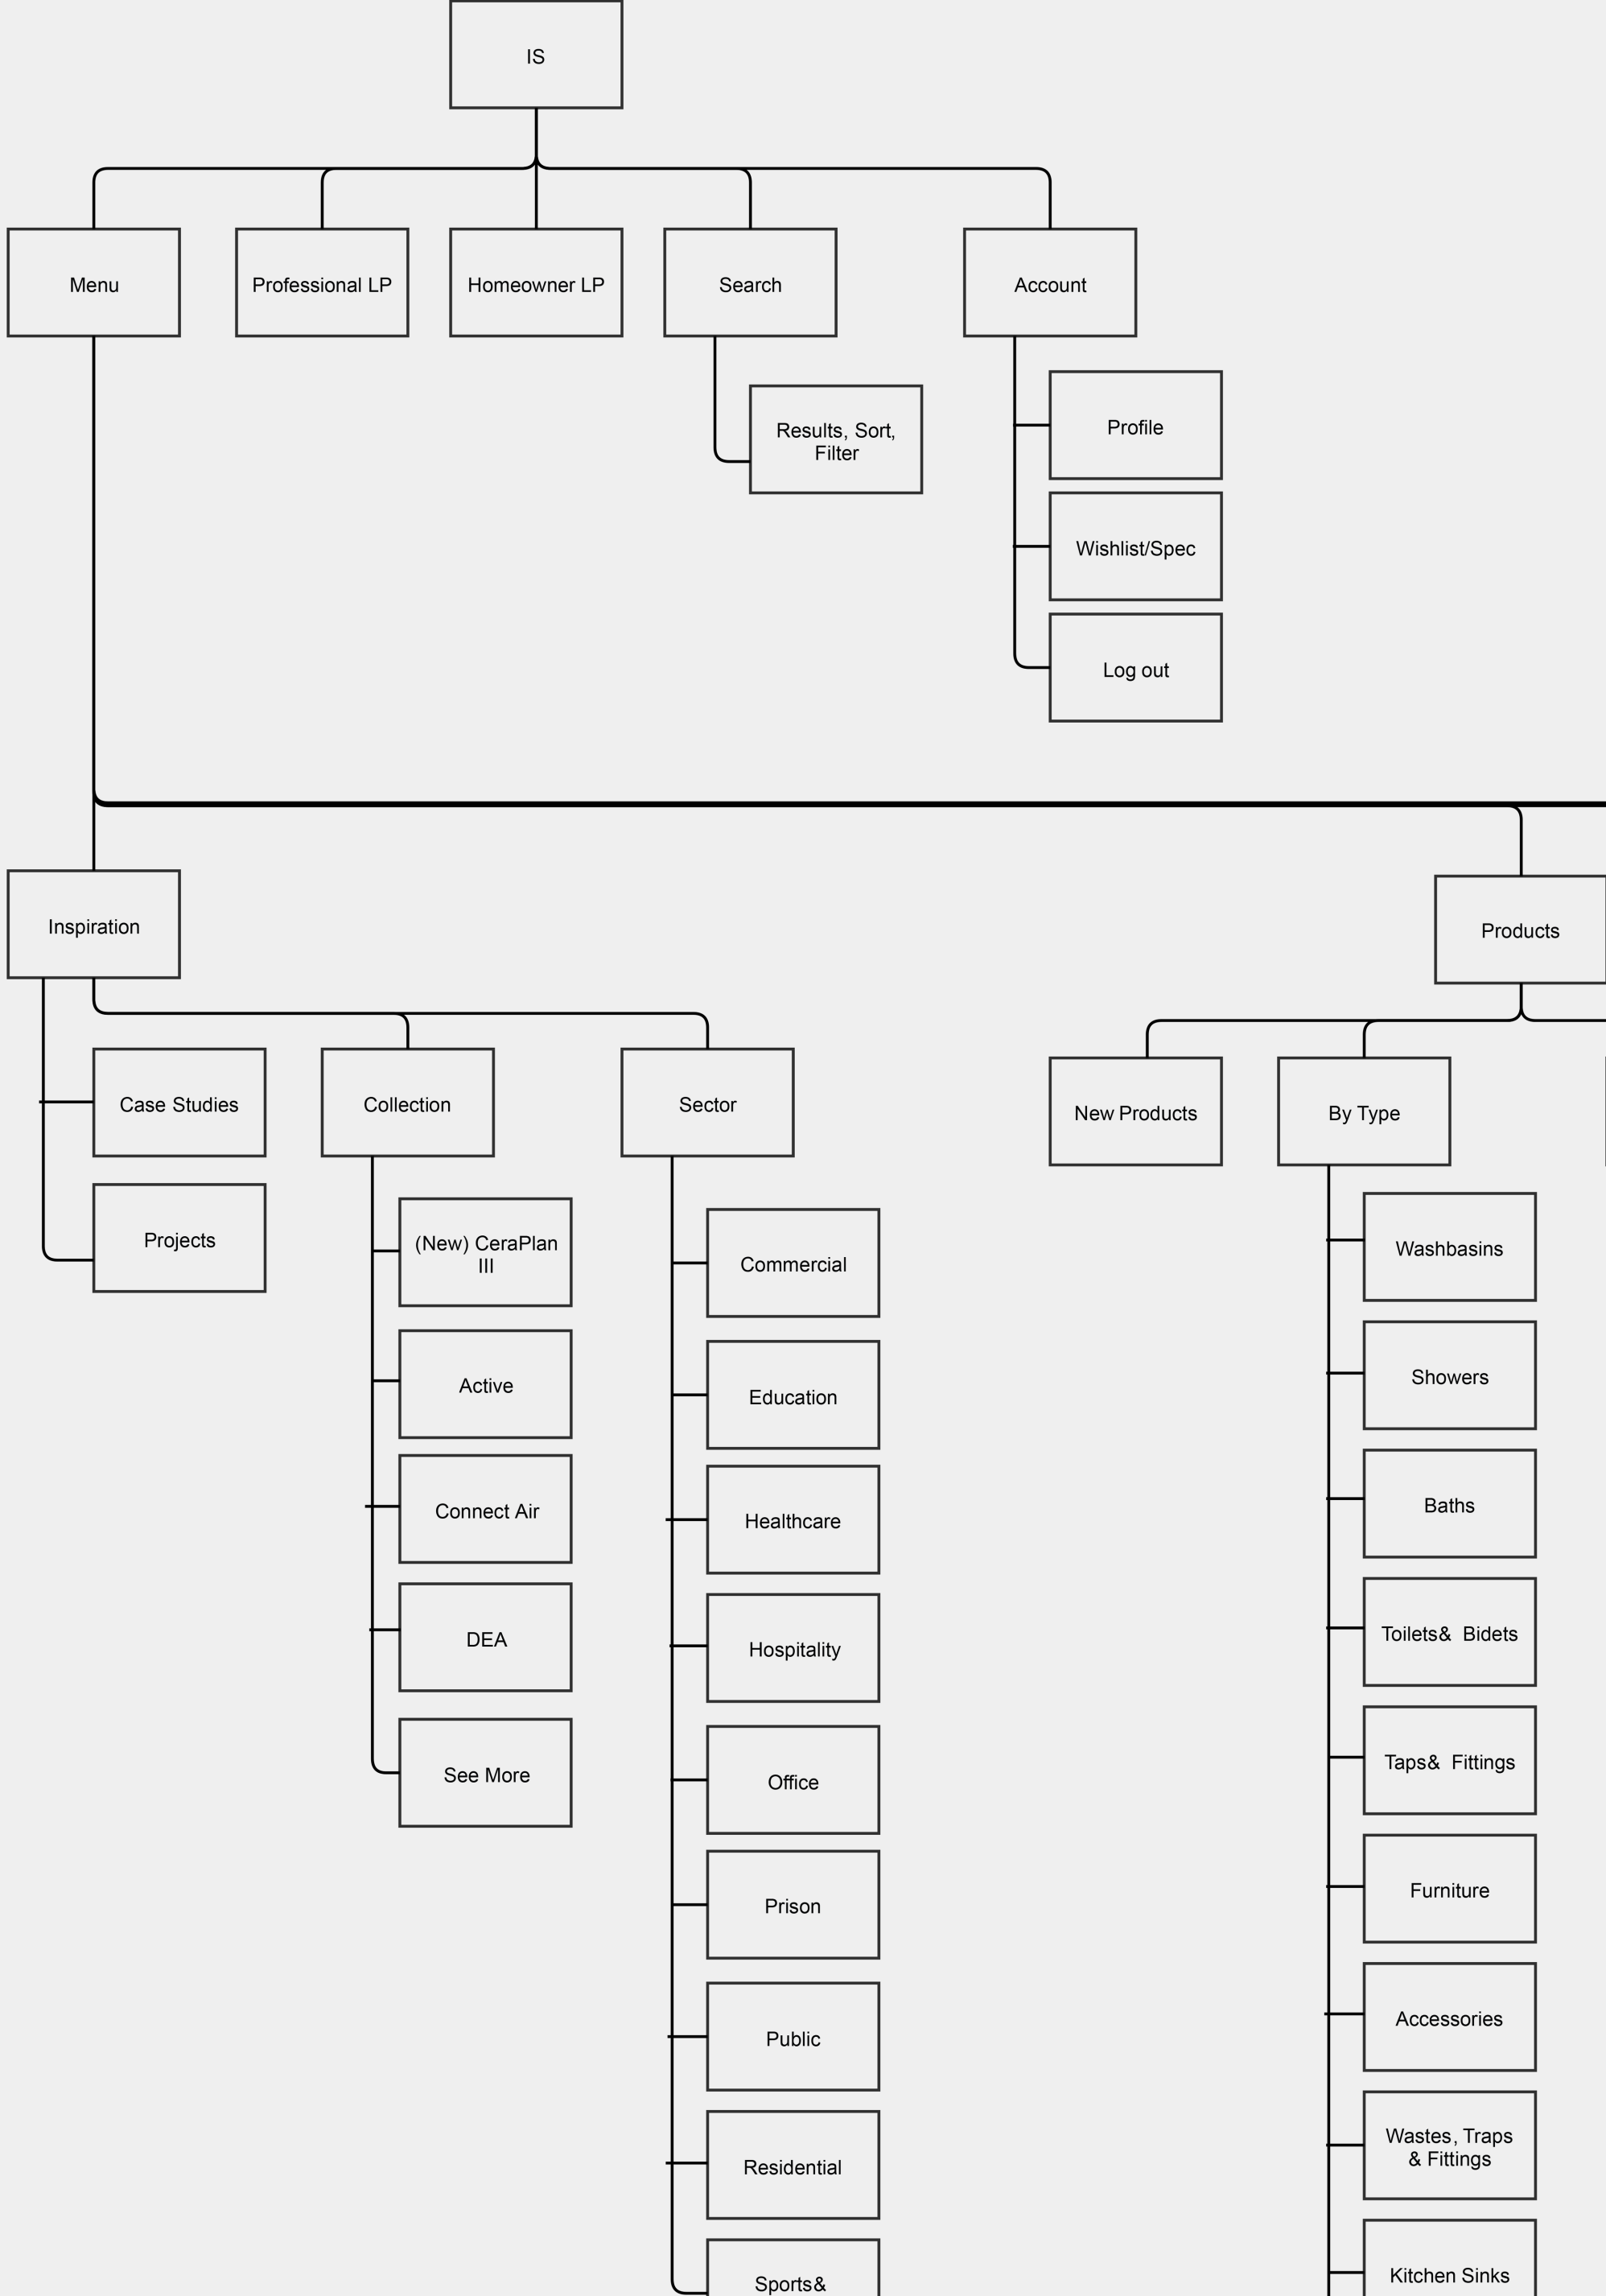 IS
Menu
Professional LP
Homeowner LP
Search
Account
Results, Sort,
Filter
Profile
Wishlist/Spec
Log out
Inspiration
Products
Case Studies
Projects
Collection
(New) CeraPlan
III
Active
Connect Air
DEA
See More
Sector
Commercial
Education
Healthcare
Hospitality
Office
Prison
Public
Residential
Sports&
New Products
By Type
Washbasins
Showers
Baths
Toilets&  Bidets
Taps&  Fittings
Furniture
Accessories
Wastes, Traps
& Fittings
Kitchen Sinks